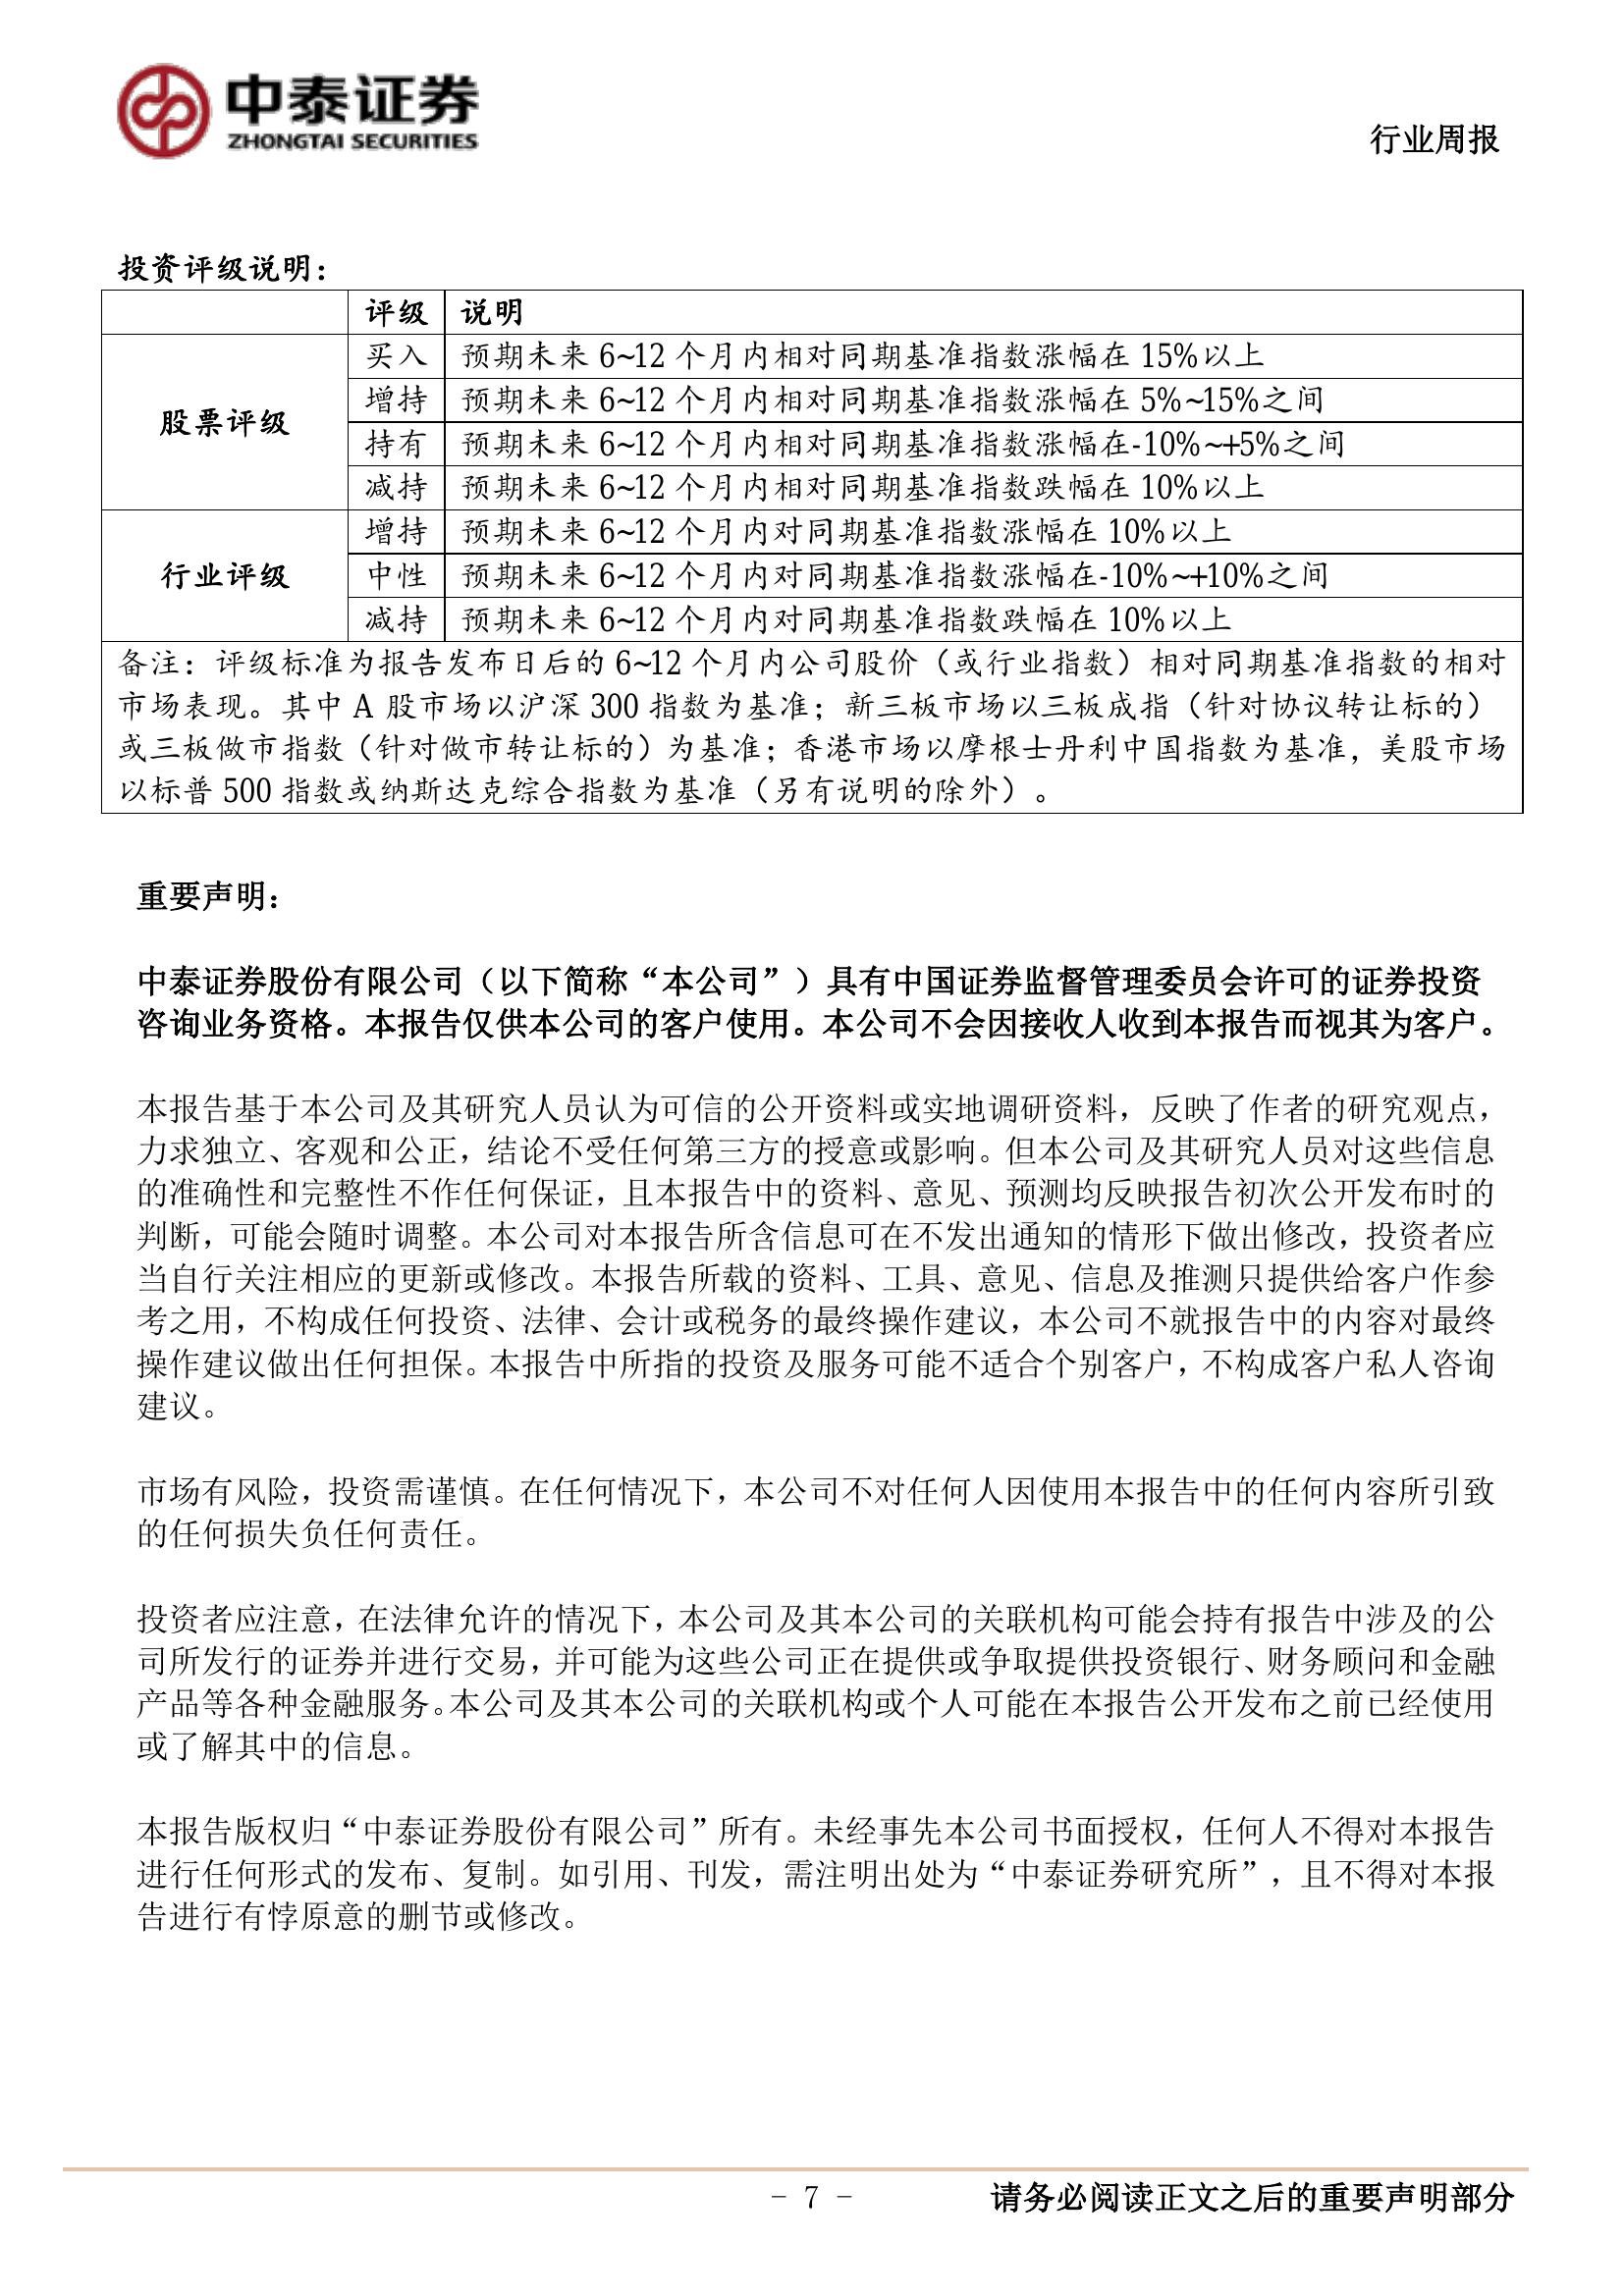 中泰证券
ZHONGTAI SECURITIES
行业周报
投资评级说明：
评级 说明
股票评级
买入 预期未来 6~12 个月内相对同期基准指数涨幅在 15%以上
增持 预期未来 6~12 个月内相对同期基准指数涨幅在 5%~15%之间
持有 预期未来 6~12 个月内相对同期基准指数涨幅在-10%~+5%之间
减持 预期未来 6~12 个月内相对同期基准指数跌幅在 10%以上
行业评级
增持 预期未来 6~12 个月内对同期基准指数涨幅在 10%以上
中性 预期未来 6~12 个月内对同期基准指数涨幅在-10%~+10%之间
减持 预期未来 6~12 个月内对同期基准指数跌幅在 10%以上
备注：评级标准为报告发布日后的 6~12 个月内公司股价（或行业指数）相对同期基准指数的相对
市场表现。其中 A 股市场以沪深 300 指数为基准；新三板市场以三板成指（针对协议转让标的）
或三板做市指数（针对做市转让标的）为基准；香港市场以摩根士丹利中国指数为基准，美股市场
以标普 500 指数或纳斯达克综合指数为基准（另有说明的除外）。
重要声明：
中泰证券股份有限公司（以下简称“本公司”）具有中国证券监督管理委员会许可的证券投资
咨询业务资格。本报告仅供本公司的客户使用。本公司不会因接收人收到本报告而视其为客户。
本报告基于本公司及其研究人员认为可信的公开资料或实地调研资料，反映了作者的研究观点，
力求独立、客观和公正，结论不受任何第三方的授意或影响。但本公司及其研究人员对这些信息
的准确性和完整性不作任何保证，且本报告中的资料、意见、预测均反映报告初次公开发布时的
判断，可能会随时调整。本公司对本报告所含信息可在不发出通知的情形下做出修改，投资者应
当自行关注相应的更新或修改。本报告所载的资料、工具、意见、信息及推测只提供给客户作参
考之用，不构成任何投资、法律、会计或税务的最终操作建议，本公司不就报告中的内容对最终
操作建议做出任何担保。本报告中所指的投资及服务可能不适合个别客户，不构成客户私人咨询
建议。
市场有风险，投资需谨慎。在任何情况下，本公司不对任何人因使用本报告中的任何内容所引致
的任何损失负任何责任。
投资者应注意，在法律允许的情况下，本公司及其本公司的关联机构可能会持有报告中涉及的公
司所发行的证券并进行交易，并可能为这些公司正在提供或争取提供投资银行、财务顾问和金融
产品等各种金融服务。本公司及其本公司的关联机构或个人可能在本报告公开发布之前已经使用
或了解其中的信息。
本报告版权归“中泰证券股份有限公司”所有。未经事先本公司书面授权，任何人不得对本报告
进行任何形式的发布、复制。如引用、刊发，需注明出处为“中泰证券研究所”，且不得对本报
告进行有悖原意的删节或修改。
- 7 -
请务必阅读正文之后的重要声明部分